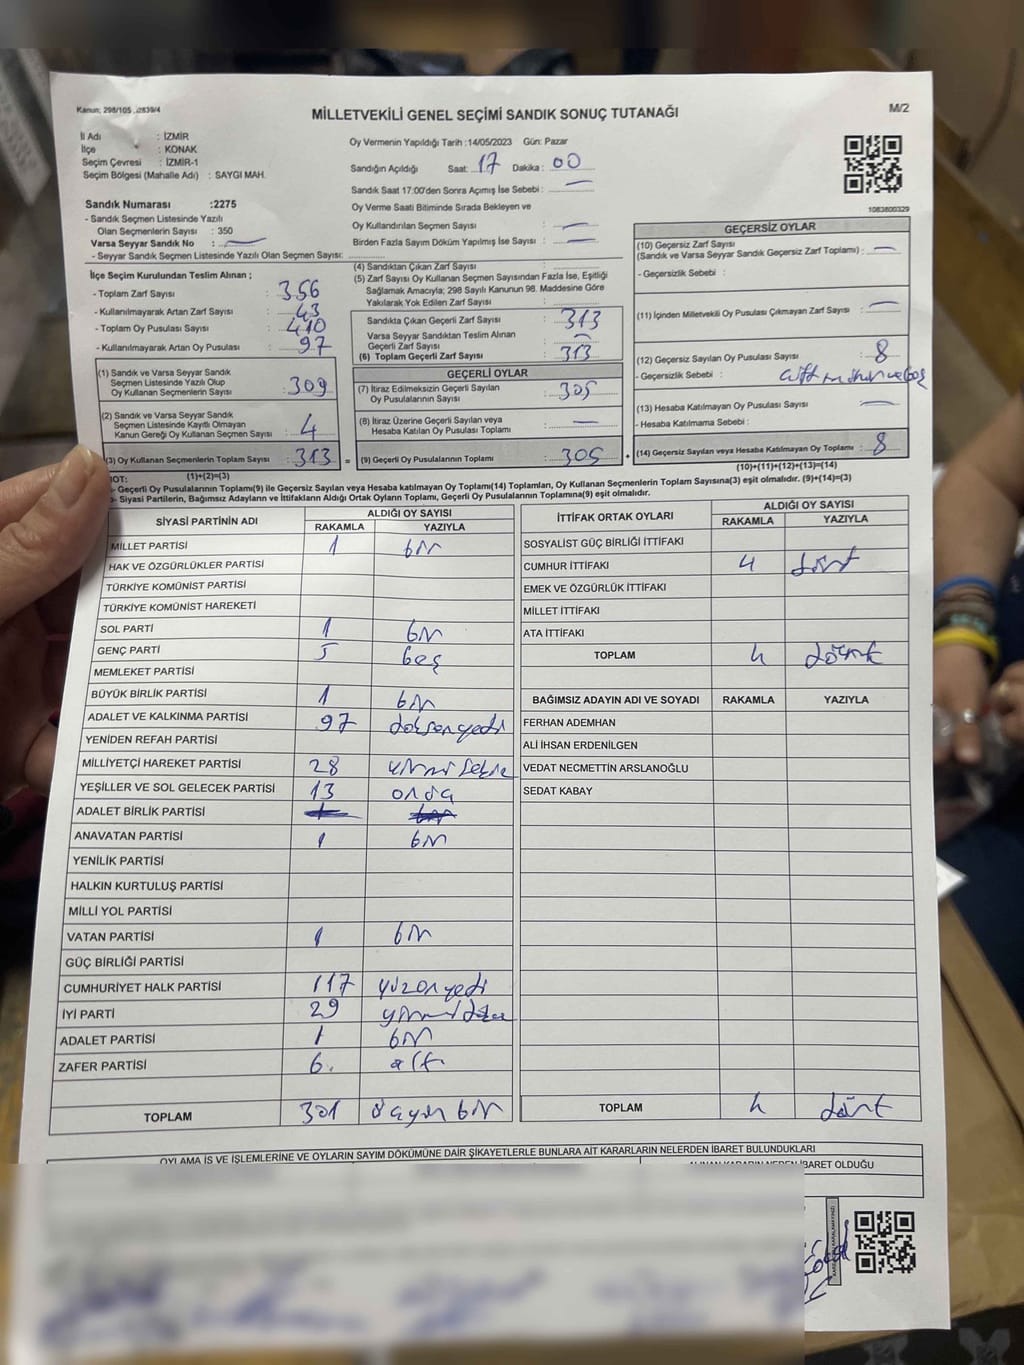 Kanun; 298/105 , 2839/4
M/2
MİLLETVEKİLİ GENEL SEÇİMİ SANDIK SONUÇ TUTANAĞI
İl Adı : İZMİR
İlçe : KONAK
Seçim Çevresi : İZMİR-1
Seçim Bölgesi (Mahalle Adı) : SAYGI MAH.
Oy Vermenin Yapıldığı Tarih :14/05/2023 Gün: Pazar
Sandığın Açıldığı Saat: 17 Dakika : 00
Sandık Saat 17:00'den Sonra Açımış İse Sebebi : —
Oy Verme Saati Bitiminde Sırada Bekleyen ve
Oy Kullandırılan Seçmen Sayısı : —
Birden Fazla Sayım Döküm Yapılmış İse Sayısı : —
1083800329
Sandık Numarası :2275
- Sandık Seçmen Listesinde Yazılı
Olan Seçmenlerin Sayısı : 350
Varsa Seyyar Sandık No : —
- Seyyar Sandık Seçmen Listesinde Yazılı Olan Seçmen Sayısı:
İlçe Seçim Kurulundan Teslim Alınan ;
- Toplam Zarf Sayısı : 356
- Kullanılmayarak Artan Zarf Sayısı : 43
- Toplam Oy Pusulası Sayısı : 410
- Kullanılmayarak Artan Oy Pusulası : 97
(1) Sandık ve Varsa Seyyar Sandık
Seçmen Listesinde Yazılı Olup
Oy Kullanan Seçmenlerin Sayısı : 309
(2) Sandık ve Varsa Seyyar Sandık
Seçmen Listesinde Kayıtlı Olmayan
Kanun Gereği Oy Kullanan Seçmen Sayısı : 4
(3) Oy Kullanan Seçmenlerin Toplam Sayısı : 313 =
(1)+(2)=(3)
(4) Sandıktan Çıkan Zarf Sayısı :
(5) Zarf Sayısı Oy Kullanan Seçmen Sayısından Fazla İse, Eşitliği
Sağlamak Amacıyla; 298 Sayılı Kanunun 98. Maddesine Göre
Yakılarak Yok Edilen Zarf Sayısı :
Sandıkta Çıkan Geçerli Zarf Sayısı : 313
Varsa Seyyar Sandıktan Teslim Alınan
Geçerli Zarf Sayısı : —
(6) Toplam Geçerli Zarf Sayısı : 313
GEÇERLİ OYLAR
(7) İtiraz Edilmeksizin Geçerli Sayılan
Oy Pusulalarının Sayısı : 305
(8) İtiraz Üzerine Geçerli Sayılan veya
Hesaba Katılan Oy Pusulası Toplamı : —
(9) Geçerli Oy Pusulalarının Toplamı : 305 +
GEÇERSİZ OYLAR
(10) Geçersiz Zarf Sayısı
(Sandık ve Varsa Seyyar Sandık Geçersiz Zarf Toplamı) : —
- Geçersizlik Sebebi :
(11) İçinden Milletvekili Oy Pusulası Çıkmayan Zarf Sayısı : —
(12) Geçersiz Sayılan Oy Pusulası Sayısı : 8
- Geçersizlik Sebebi : çift mühür ve boş
(13) Hesaba Katılmayan Oy Pusulası Sayısı : —
- Hesaba Katılmama Sebebi :
(14) Geçersiz Sayılan veya Hesaba Katılmayan Oy Toplamı : 8
(10)+(11)+(12)+(13)=(14)
NOT:
- Geçerli Oy Pusulalarının Toplamı(9) ile Geçersiz Sayılan veya Hesaba katılmayan Oy Toplamı(14) Toplamları, Oy Kullanan Seçmenlerin Toplam Sayısına(3) eşit olmalıdır. (9)+(14)=(3)
- Siyasi Partilerin, Bağımsız Adayların ve İttifakların Aldığı Ortak Oyların Toplamı, Geçerli Oy Pusulalarının Toplamına(9) eşit olmalıdır.
SİYASİ PARTİNİN ADI ALDIĞI OY SAYISI
RAKAMLA YAZIYLA
MİLLET PARTİSİ 1 bir
HAK VE ÖZGÜRLÜKLER PARTİSİ
TÜRKİYE KOMÜNİST PARTİSİ
TÜRKİYE KOMÜNİST HAREKETİ
SOL PARTİ 1 bir
GENÇ PARTİ 5 beş
MEMLEKET PARTİSİ
BÜYÜK BİRLİK PARTİSİ 1 bir
ADALET VE KALKINMA PARTİSİ 97 doksanyedi
YENİDEN REFAH PARTİSİ
MİLLİYETÇİ HAREKET PARTİSİ 28 yirmi sekiz
YEŞİLLER VE SOL GELECEK PARTİSİ 13 onüç
ADALET BİRLİK PARTİSİ 1 bir
ANAVATAN PARTİSİ 1 bir
YENİLİK PARTİSİ
HALKIN KURTULUŞ PARTİSİ
MİLLİ YOL PARTİSİ
VATAN PARTİSİ 1 bir
GÜÇ BİRLİĞİ PARTİSİ
CUMHURİYET HALK PARTİSİ 117 yüzonyedi
İYİ PARTİ 29 yirmidokuz
ADALET PARTİSİ 1 bir
ZAFER PARTİSİ 6. altı
TOPLAM 301 üçyüz bir
İTTİFAK ORTAK OYLARI ALDIĞI OY SAYISI
RAKAMLA YAZIYLA
SOSYALİST GÜÇ BİRLİĞİ İTTİFAKI
CUMHUR İTTİFAKI 4 dört
EMEK VE ÖZGÜRLÜK İTTİFAKI
MİLLET İTTİFAKI
ATA İTTİFAKI
TOPLAM 4 dört
BAĞIMSIZ ADAYIN ADI VE SOYADI RAKAMLA YAZIYLA
FERHAN ADEMHAN
ALİ İHSAN ERDENİLGEN
VEDAT NECMETTİN ARSLANOĞLU
SEDAT KABAY
TOPLAM 4 dört
OYLAMA İŞ VE İŞLEMLERİNE VE OYLARIN SAYIM DÖKÜMÜNE DAİR ŞİKAYETLERLE BUNLARA AİT KARARLARIN NELERDEN İBARET BULUNDUKLARI
ALINAN KARARIN NEDEN İBARET OLDUĞU